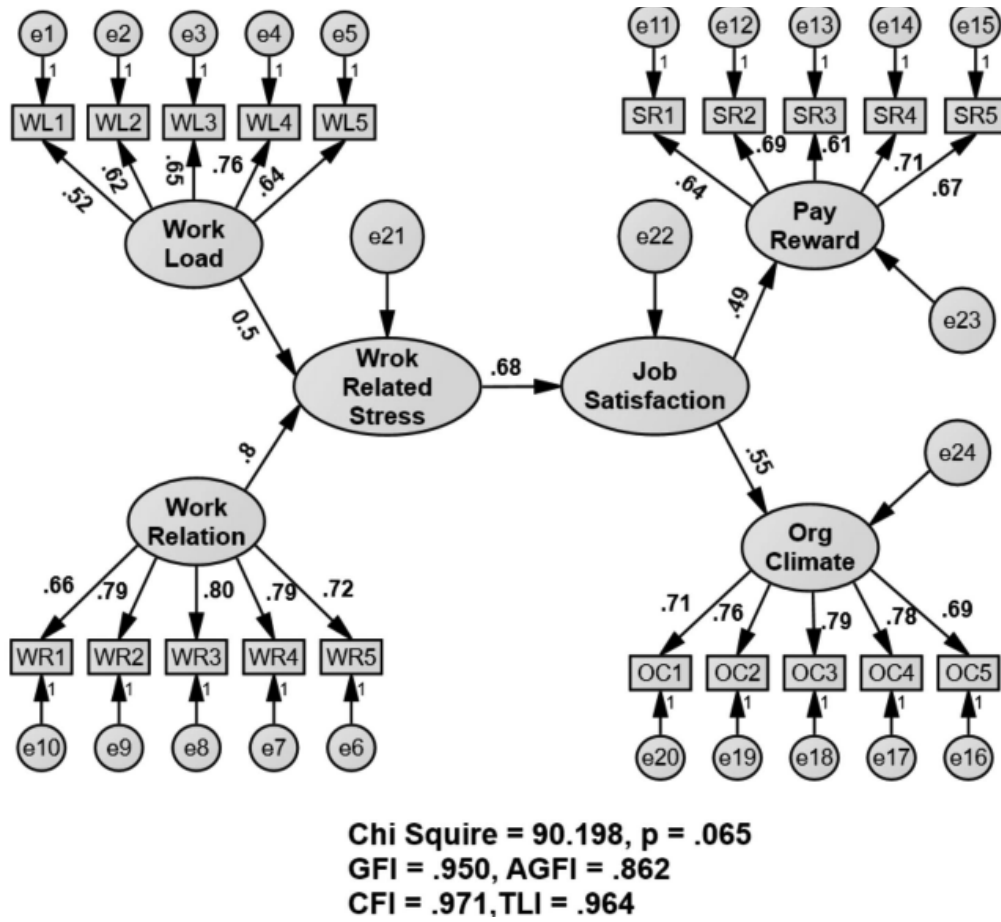 e1 e2 e3 e4 e5
1 1 1 1 1
WL1 WL2 WL3 WL4 WL5
.52 .62 .65 .76 .64
Work
Load
e11 e12 e13 e14 e15
1 1 1 1 1
SR1 SR2 SR3 SR4 SR5
.64 .69 .61 .71 .67
Pay
Reward
e21
e22
e23
0.5
.49
Wrok
Related
Stress
.68
Job
Satisfaction
.8
.55
e24
Work
Relation
.66 .79 .80 .79 .72
WR1 WR2 WR3 WR4 WR5
1 1 1 1 1
e10 e9 e8 e7 e6
Org
Climate
.71 .76 .79 .78 .69
OC1 OC2 OC3 OC4 OC5
1 1 1 1 1
e20 e19 e18 e17 e16
Chi Squire = 90.198, p = .065
GFI = .950, AGFI = .862
CFI = .971,TLI = .964